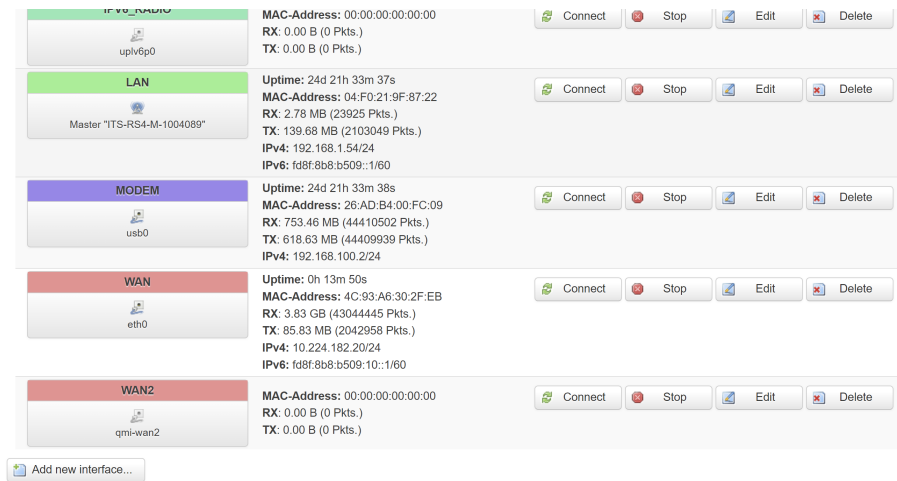 IPV6_RADIO
uplv6p0
MAC-Address: 00:00:00:00:00:00
RX: 0.00 B (0 Pkts.)
TX: 0.00 B (0 Pkts.)
Connect Stop Edit Delete
LAN
Master "ITS-RS4-M-1004089"
Uptime: 24d 21h 33m 37s
MAC-Address: 04:F0:21:9F:87:22
RX: 2.78 MB (23925 Pkts.)
TX: 139.68 MB (2103049 Pkts.)
IPv4: 192.168.1.54/24
IPv6: fd8f:8b8:b509::1/60
Connect Stop Edit Delete
MODEM
usb0
Uptime: 24d 21h 33m 38s
MAC-Address: 26:AD:B4:00:FC:09
RX: 753.46 MB (44410502 Pkts.)
TX: 618.63 MB (44409939 Pkts.)
IPv4: 192.168.100.2/24
Connect Stop Edit Delete
WAN
eth0
Uptime: 0h 13m 50s
MAC-Address: 4C:93:A6:30:2F:EB
RX: 3.83 GB (43044445 Pkts.)
TX: 85.83 MB (2042958 Pkts.)
IPv4: 10.224.182.20/24
IPv6: fd8f:8b8:b509:10::1/60
Connect Stop Edit Delete
WAN2
qmi-wan2
MAC-Address: 00:00:00:00:00:00
RX: 0.00 B (0 Pkts.)
TX: 0.00 B (0 Pkts.)
Connect Stop Edit Delete
Add new interface...